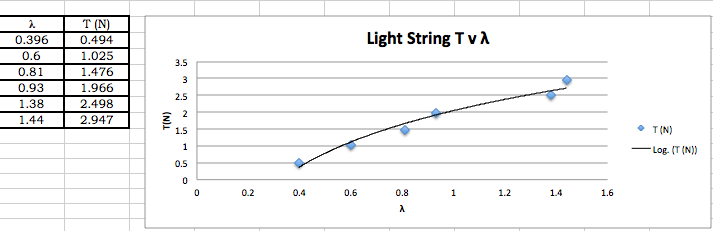 λ T (N)
0.396 0.494
0.6 1.025
0.81 1.476
0.93 1.966
1.38 2.498
1.44 2.947
Light String T v λ
3.5
3
2.5
2
1.5
1
0.5
0
T(N)
0 0.2 0.4 0.6 0.8 1 1.2 1.4 1.6
λ
T (N)
Log. (T (N))